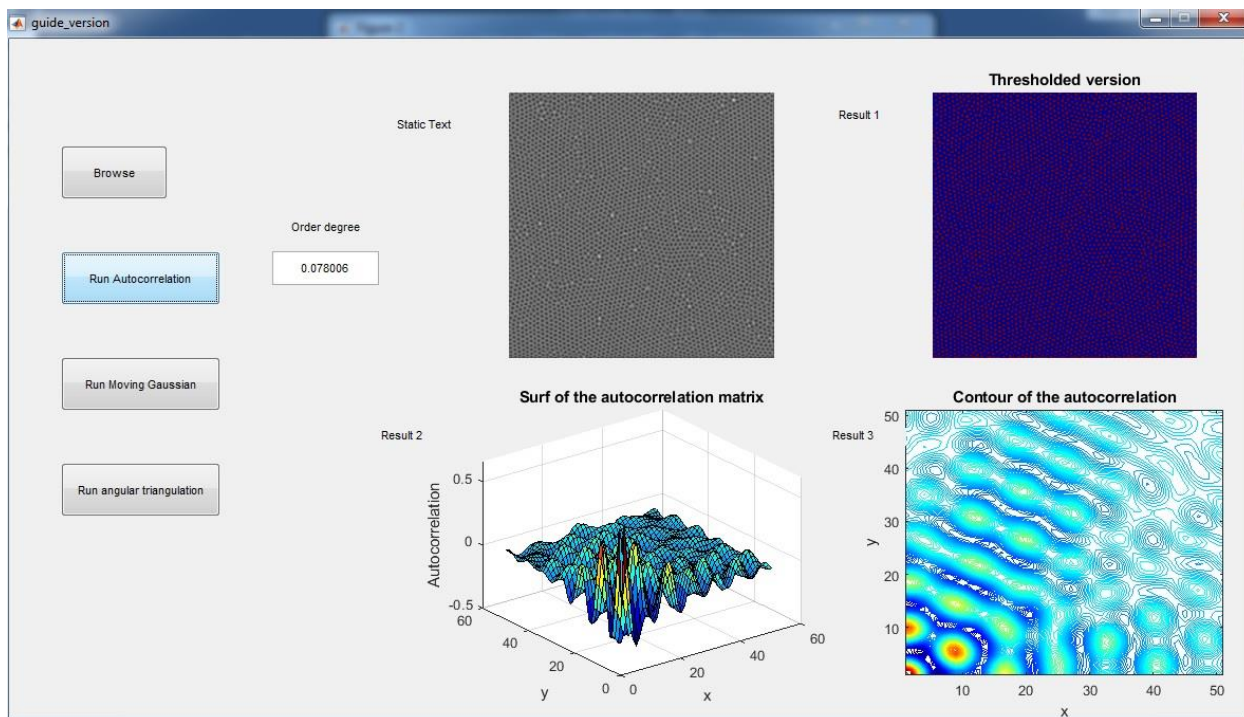 guide_version
Browse
Run Autocorrelation
Run Moving Gaussian
Run angular triangulation
Order degree
0.078006
Static Text
Result 1
Thresholded version
Result 2
Surf of the autocorrelation matrix
Autocorrelation
0.5
0
-0.5
60
40
20
0
y
0
20
40
60
x
Result 3
Contour of the autocorrelation
50
40
30
20
10
y
10
20
30
40
50
x